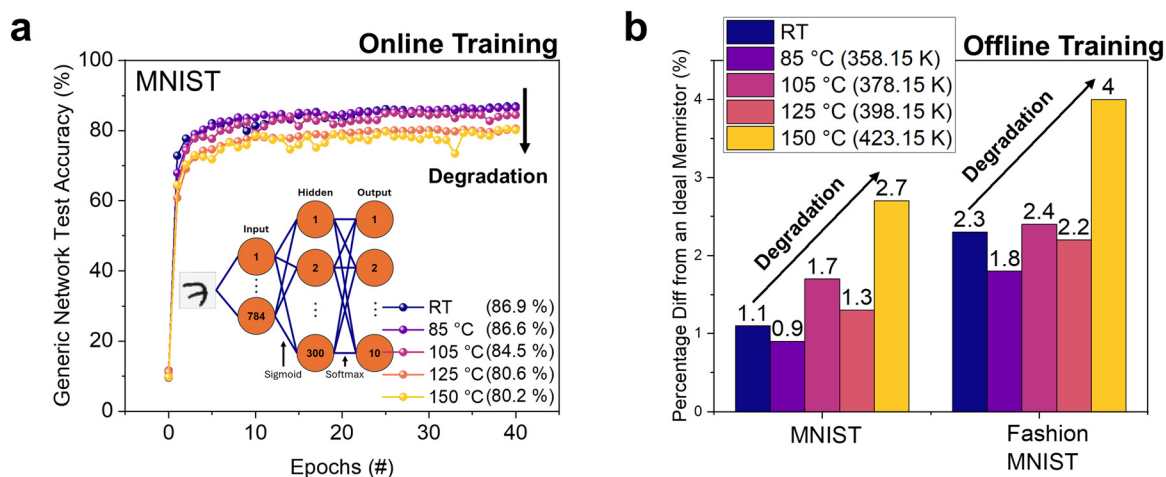 a
Online Training
MNIST
Generic Network Test Accuracy (%)
100
80
60
40
20
0
0
10
20
30
40
Epochs (#)
Degradation
Input
Hidden
Output
1
784
1
2
300
1
2
10
Sigmoid
Softmax
RT (86.9 %)
85 °C (86.6 %)
105 °C (84.5 %)
125 °C (80.6 %)
150 °C (80.2 %)
b
Offline Training
RT
85 °C (358.15 K)
105 °C (378.15 K)
125 °C (398.15 K)
150 °C (423.15 K)
Percentage Diff from an Ideal Memristor (%)
4
3
2
1
0
Degradation
1.1
0.9
1.7
1.3
2.7
Degradation
2.3
1.8
2.4
2.2
4
MNIST
Fashion
MNIST